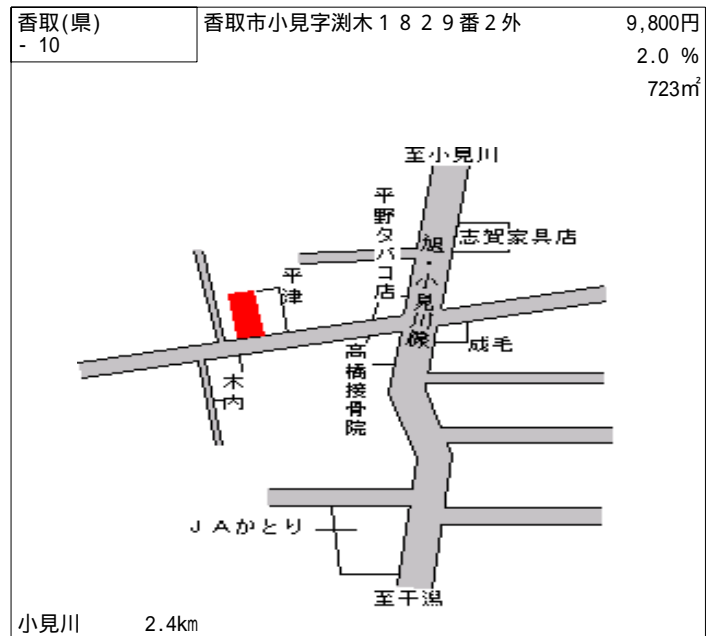 香取(県)
- 10
香取市小見字渕木１８２９番２外
9,800円
2.0 %
723㎡
至小見川
平野タバコ店
旭・小見川線
志賀家具店
平津
成毛
高橋接骨院
木内
ＪＡかとり
至干潟
小見川 2.4km